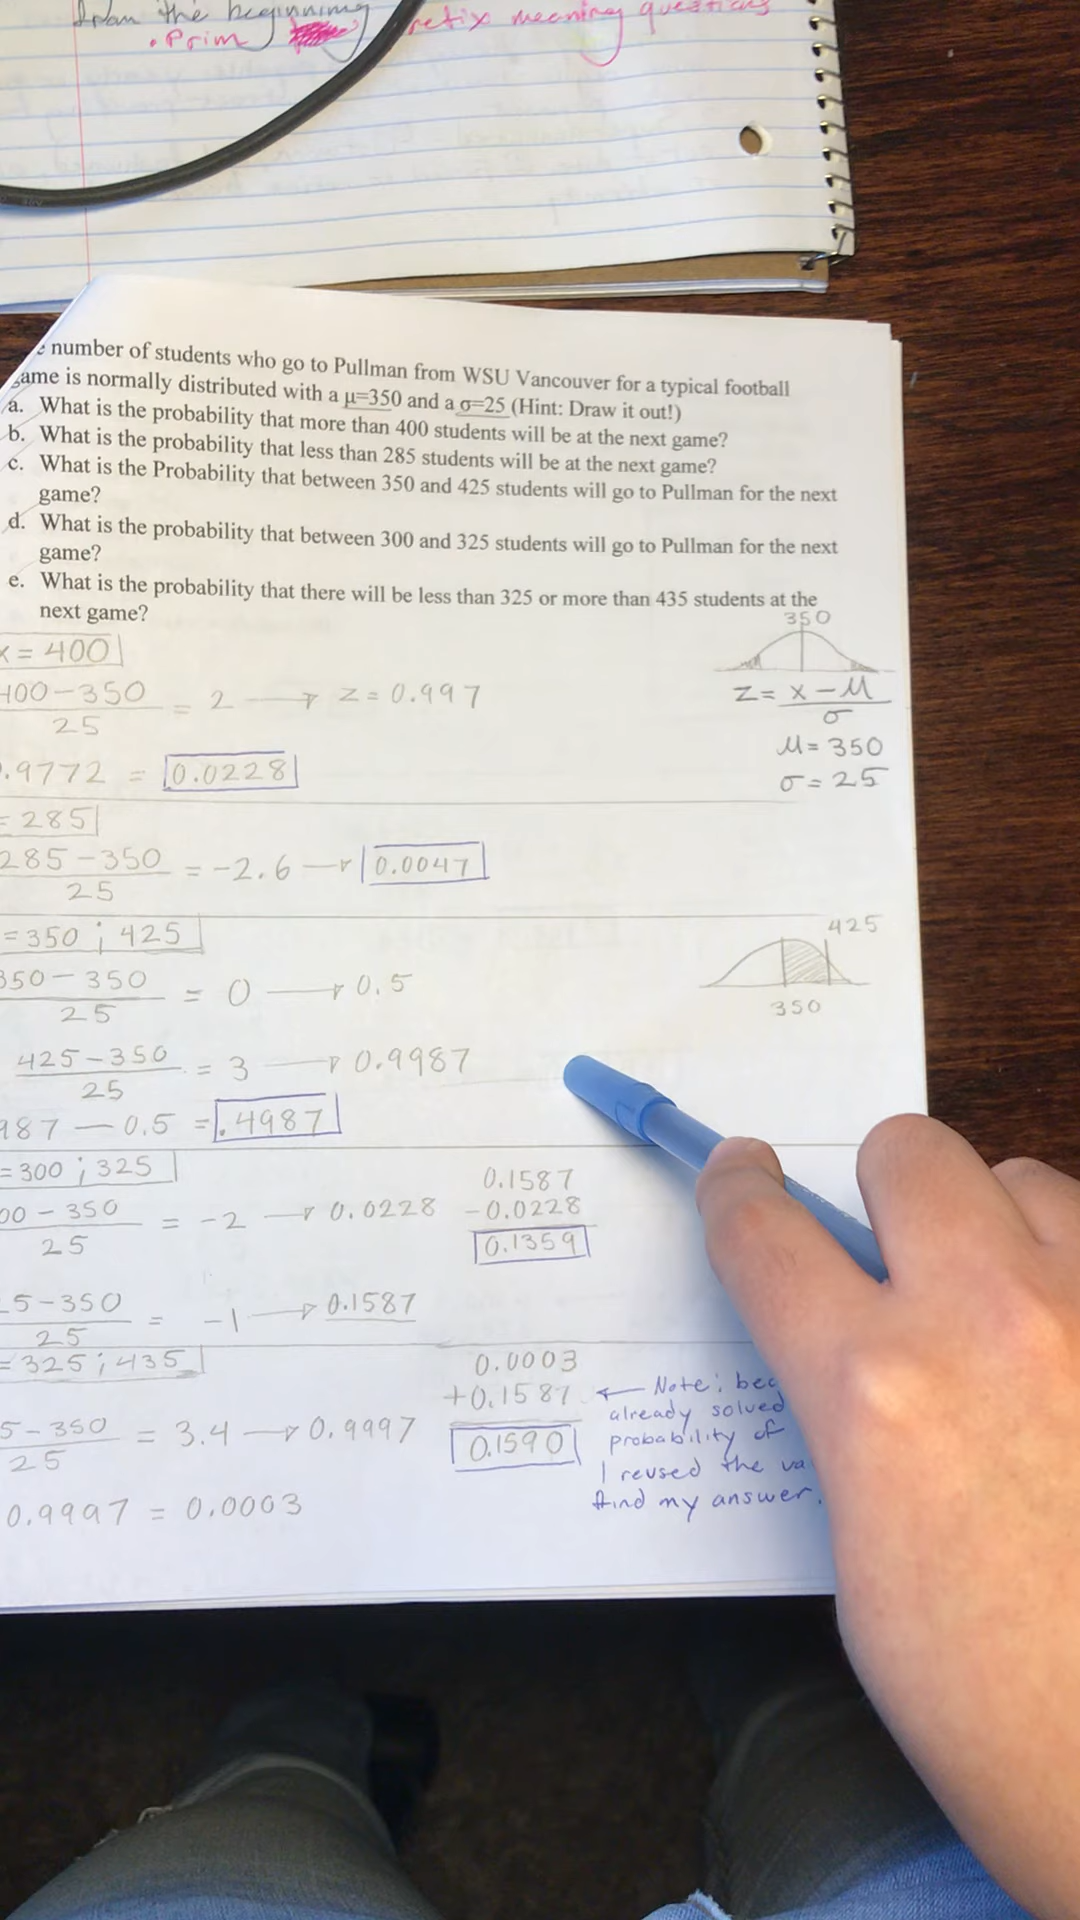 from the beginning
• Prim
retix meaning questions
number of students who go to Pullman from WSU Vancouver for a typical football
game is normally distributed with a μ=350 and a σ=25 (Hint: Draw it out!)
a. What is the probability that more than 400 students will be at the next game?
b. What is the probability that less than 285 students will be at the next game?
c. What is the Probability that between 350 and 425 students will go to Pullman for the next
game?
d. What is the probability that between 300 and 325 students will go to Pullman for the next
game?
e. What is the probability that there will be less than 325 or more than 435 students at the
next game?
350
x = 400
400-350
25
= 2 → z = 0.997
z = x - μ
σ
μ = 350
σ = 25
.9772 = 0.0228
= 285
285-350
25
= -2.6 → 0.0047
= 350 ; 425
350 - 350
25
= 0 → 0.5
425
350
425-350
25
= 3 → 0.9987
987 - 0.5 = .4987
= 300 ; 325
00 - 350
25
= -2 → 0.0228
0.1587
-0.0228
0.1359
5-350
25
= -1 → 0.1587
= 325 ; 435
5-350
25
= 3.4 → 0.9997
0.0003
+0.1587
0.1590
← Note: bec
already solved
probability of
I reused the va
find my answer.
0.9997 = 0.0003